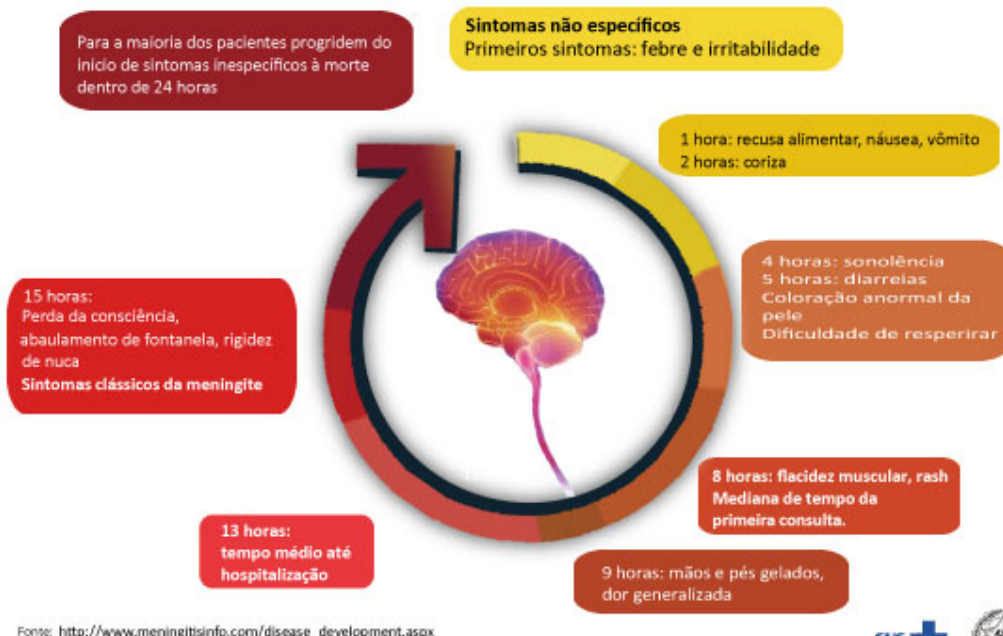 Sintomas não específicos
Primeiros sintomas: febre e irritabilidade
1 hora: recusa alimentar, náusea, vômito
2 horas: coriza
4 horas: sonolência
5 horas: diarreias
Coloração anormal da
pele
Dificuldade de resperirar
8 horas: flacidez muscular, rash
Mediana de tempo da
primeira consulta.
9 horas: mãos e pés gelados,
dor generalizada
13 horas:
tempo médio até
hospitalização
15 horas:
Perda da consciência,
abaulamento de fontanela, rigidez
de nuca
Sintomas clássicos da meningite
Para a maioria dos pacientes progridem do
inicio de sintomas inespecíficos à morte
dentro de 24 horas
Fonte: http://www.meningitisinfo.com/disease_development.aspx